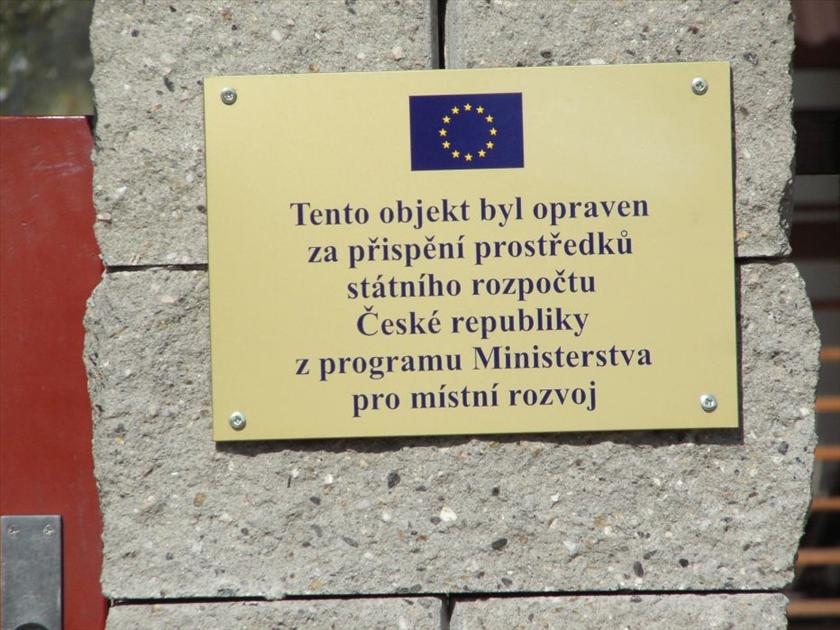 Tento objekt byl opraven
za přispění prostředků
státního rozpočtu
České republiky
z programu Ministerstva
pro místní rozvoj